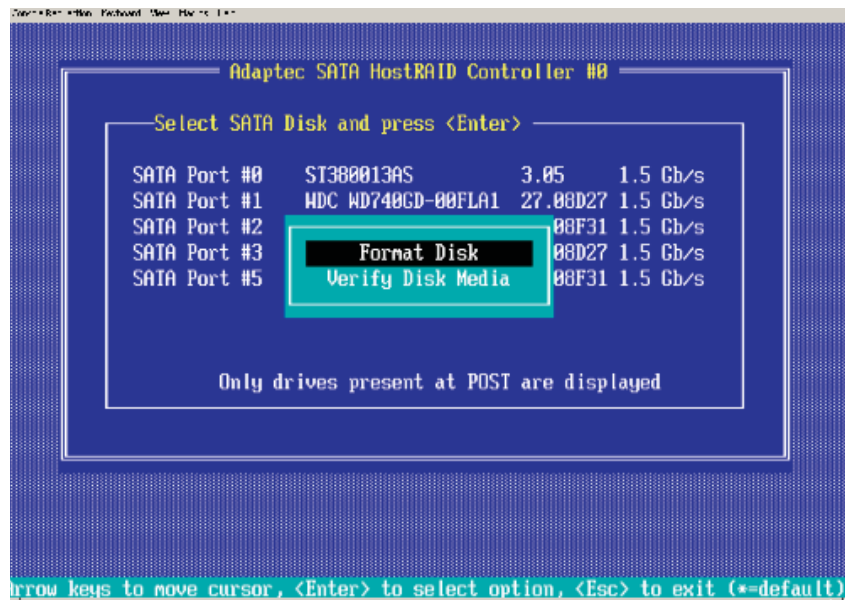 Adaptec SATA HostRAID Controller #0
Select SATA Disk and press <Enter>
SATA Port #0 ST380013AS 3.05 1.5 Gb/s
SATA Port #1 WDC WD740GD-00FLA1 27.08D27 1.5 Gb/s
SATA Port #2 08F31 1.5 Gb/s
SATA Port #3 08D27 1.5 Gb/s
SATA Port #5 08F31 1.5 Gb/s
Format Disk
Verify Disk Media
Only drives present at POST are displayed
Arrow keys to move cursor, <Enter> to select option, <Esc> to exit (*=default)